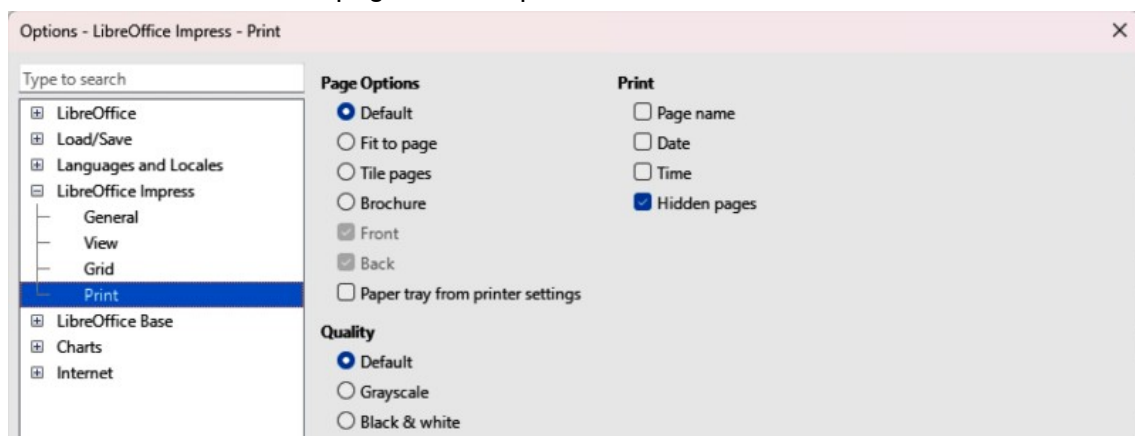 Options - LibreOffice Impress - Print
Type to search
LibreOffice
Load/Save
Languages and Locales
LibreOffice Impress
General
View
Grid
Print
LibreOffice Base
Charts
Internet
Page Options
Default
Fit to page
Tile pages
Brochure
Front
Back
Paper tray from printer settings
Quality
Default
Grayscale
Black & white
Print
Page name
Date
Time
Hidden pages